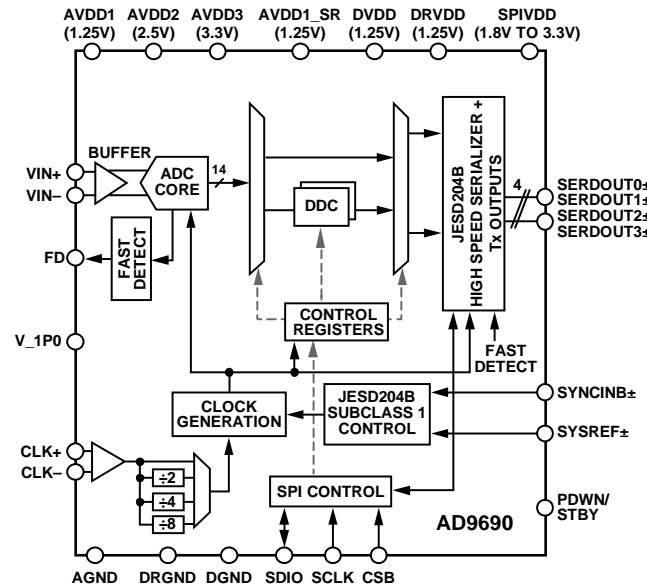 AVDD1 AVDD2 AVDD3 AVDD1_SR DVDD DRVDD SPIVDD
(1.25V) (2.5V) (3.3V) (1.25V) (1.25V) (1.25V) (1.8V TO 3.3V)
BUFFER
VIN+
VIN–
ADC
CORE
14
DDC
JESD204B
HIGH SPEED SERIALIZER +
Tx OUTPUTS
4
SERDOUT0±
SERDOUT1±
SERDOUT2±
SERDOUT3±
FD
FAST
DETECT
CONTROL
REGISTERS
V_1P0
FAST
DETECT
CLOCK
GENERATION
JESD204B
SUBCLASS 1
CONTROL
SYNCINB±
SYSREF±
CLK+
CLK–
÷2
÷4
÷8
SPI CONTROL
AD9690
PDWN/
STBY
AGND DRGND DGND SDIO SCLK CSB